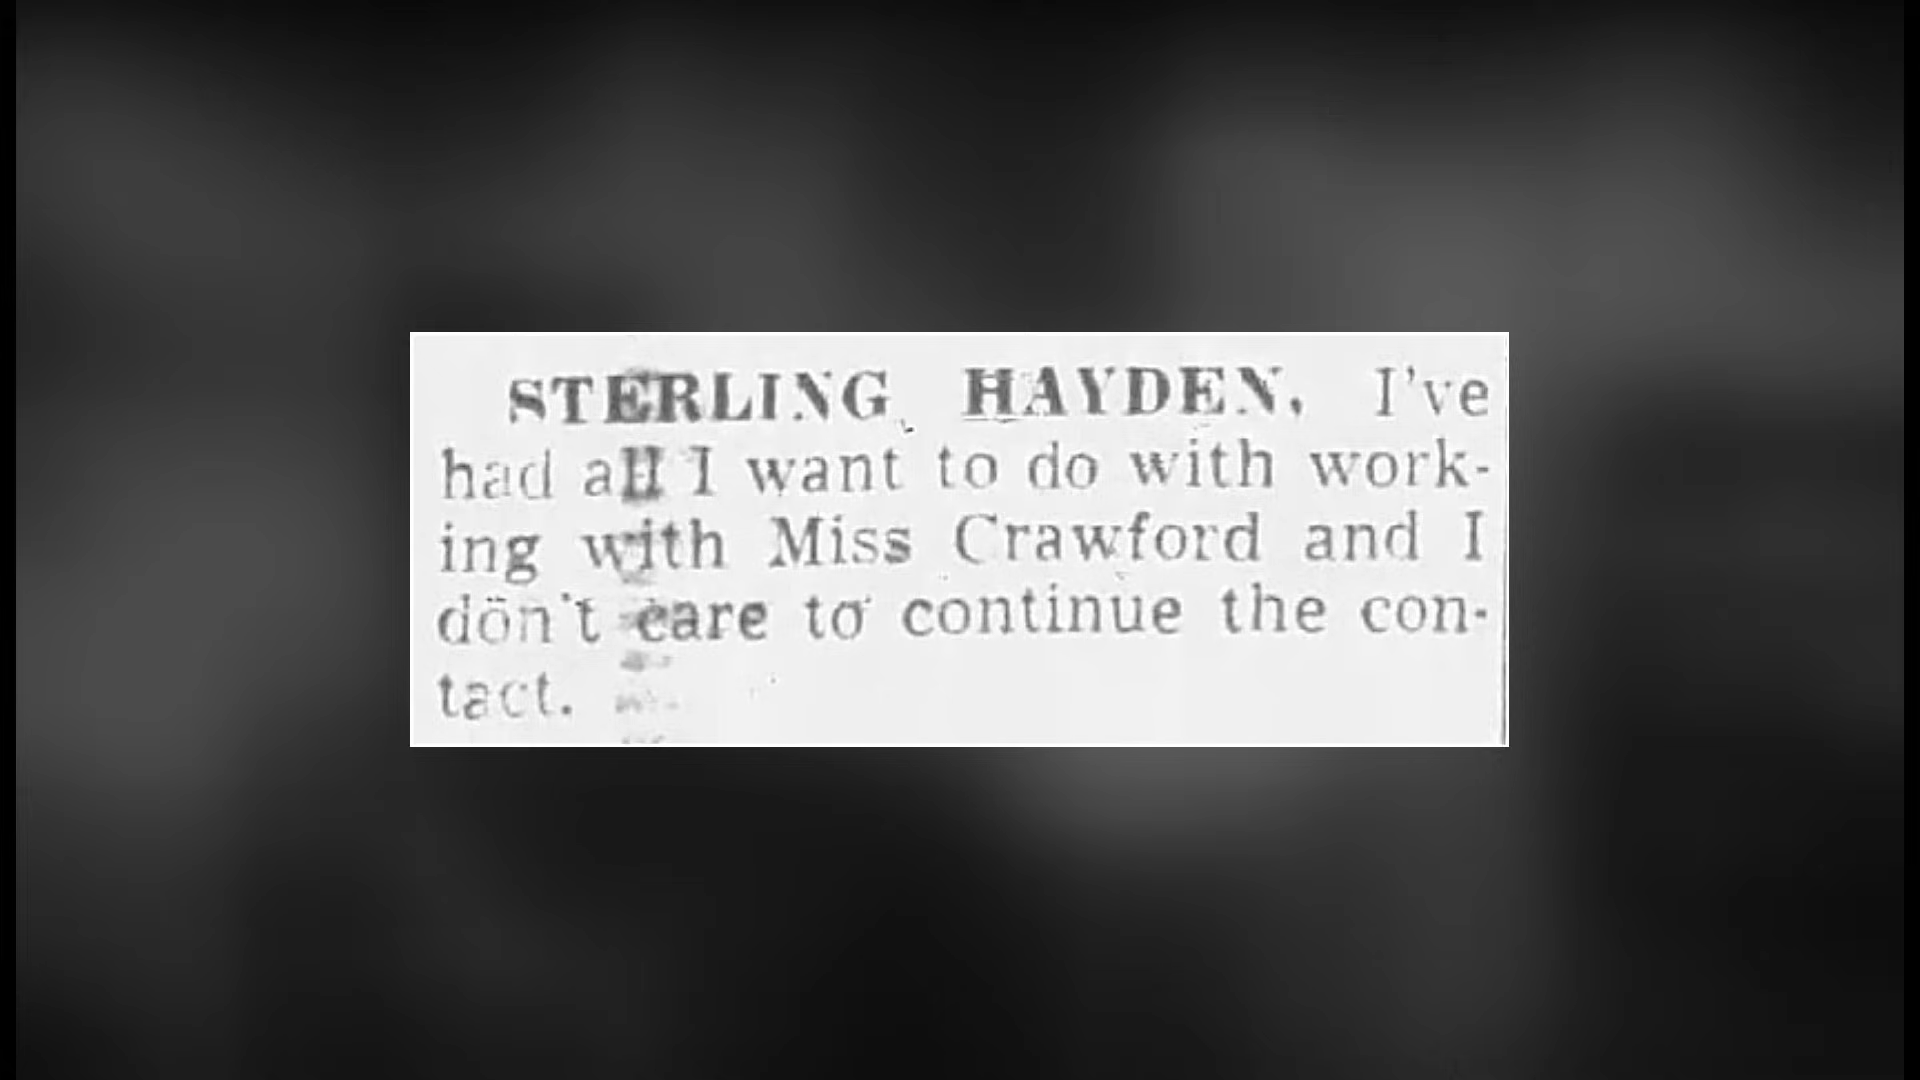 STERLING HAYDEN, I've
had all I want to do with work-
ing with Miss Crawford and I
don't care to continue the con-
tact.